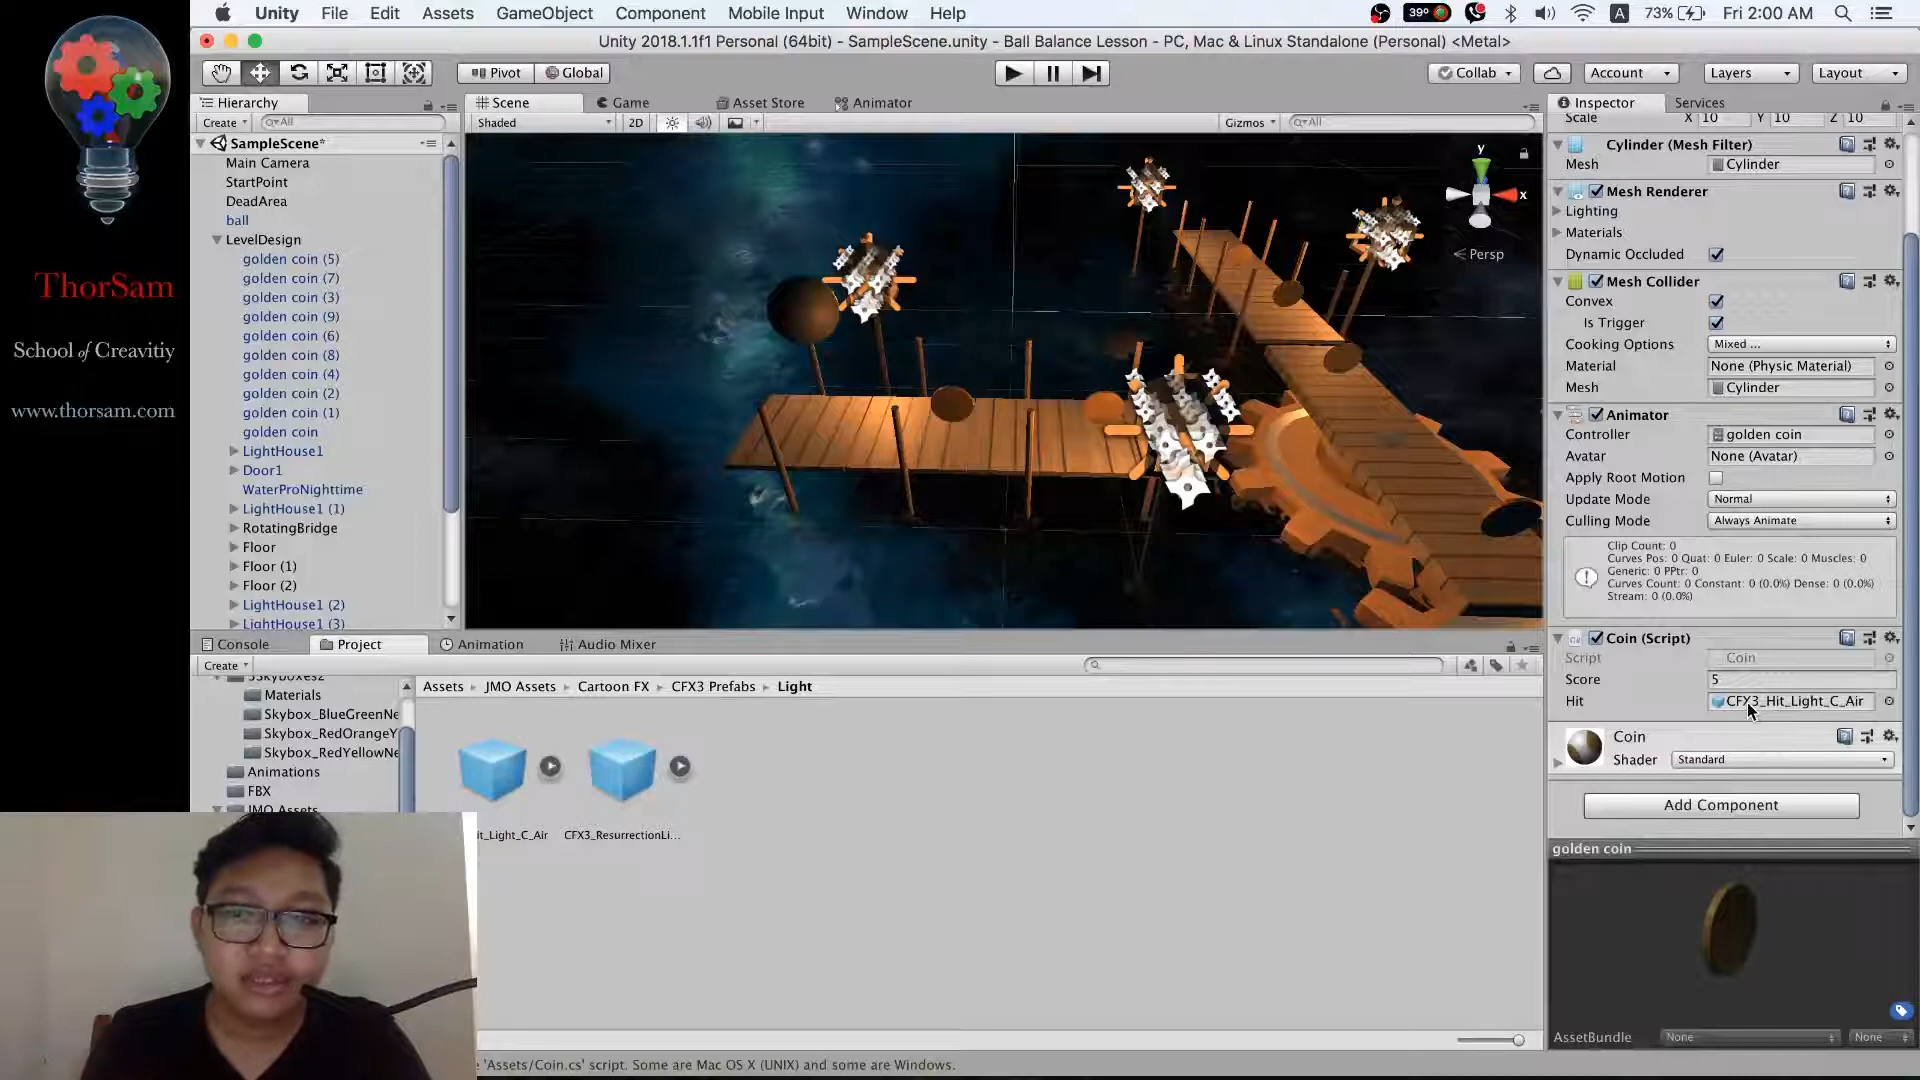 Unity File Edit Assets GameObject Component Mobile Input Window Help
39° A 73% Fri 2:00 AM
Unity 2018.1.1f1 Personal (64bit) - SampleScene.unity - Ball Balance Lesson - PC, Mac & Linux Standalone (Personal) <Metal>
Pivot Global Collab Account Layers Layout
Hierarchy
Create All
SampleScene*
Main Camera
StartPoint
DeadArea
ball
LevelDesign
golden coin (5)
golden coin (7)
golden coin (3)
golden coin (9)
golden coin (6)
golden coin (8)
golden coin (4)
golden coin (2)
golden coin (1)
golden coin
LightHouse1
Door1
WaterProNighttime
LightHouse1 (1)
RotatingBridge
Floor
Floor (1)
Floor (2)
LightHouse1 (2)
LightHouse1 (3)
Scene Game Asset Store Animator
Shaded 2D Gizmos All
y
x
Persp
Inspector Services
Scale X 10 Y 10 Z 10
Cylinder (Mesh Filter)
Mesh Cylinder
Mesh Renderer
Lighting
Materials
Dynamic Occluded
Mesh Collider
Convex
Is Trigger
Cooking Options Mixed ...
Material None (Physic Material)
Mesh Cylinder
Animator
Controller golden coin
Avatar None (Avatar)
Apply Root Motion
Update Mode Normal
Culling Mode Always Animate
Clip Count: 0
Curves Pos: 0 Quat: 0 Euler: 0 Scale: 0 Muscles: 0
Generic: 0 PPtr: 0
Curves Count: 0 Constant: 0 (0.0%) Dense: 0 (0.0%)
Stream: 0 (0.0%)
Coin (Script)
Script Coin
Score 5
Hit CFX3_Hit_Light_C_Air
Coin
Shader Standard
Add Component
golden coin
AssetBundle None None
Console Project Animation Audio Mixer
Create
Materials
Skybox_BlueGreenNe
Skybox_RedOrangeY
Skybox_RedYellowNe
Animations
FBX
JMO Assets
Assets JMO Assets Cartoon FX CFX3 Prefabs Light
it_Light_C_Air CFX3_ResurrectionLi...
'Assets/Coin.cs' script. Some are Mac OS X (UNIX) and some are Windows.
ThorSam
School of Creavitiy
www.thorsam.com